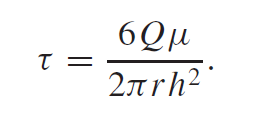 τ = 6Qμ / 2πrh².